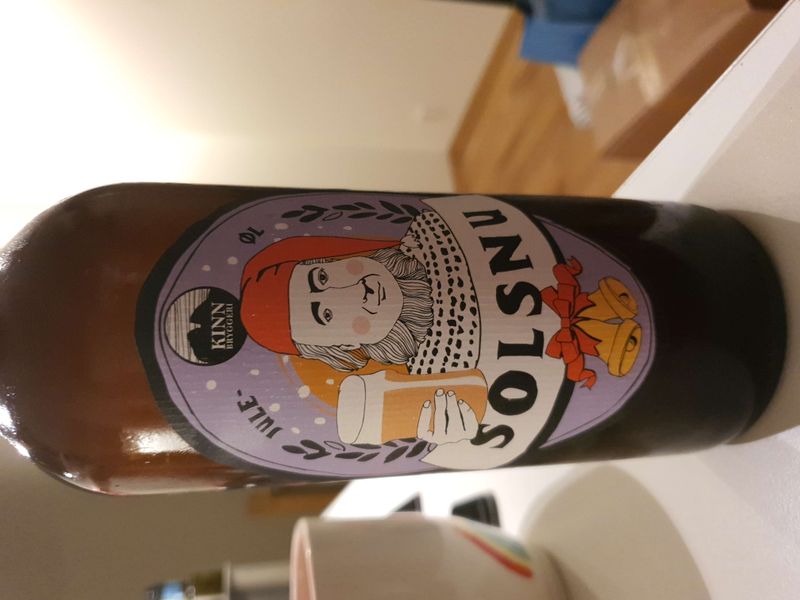 KINN
BRYGGERI
JULE-
ØL
SOLSNU